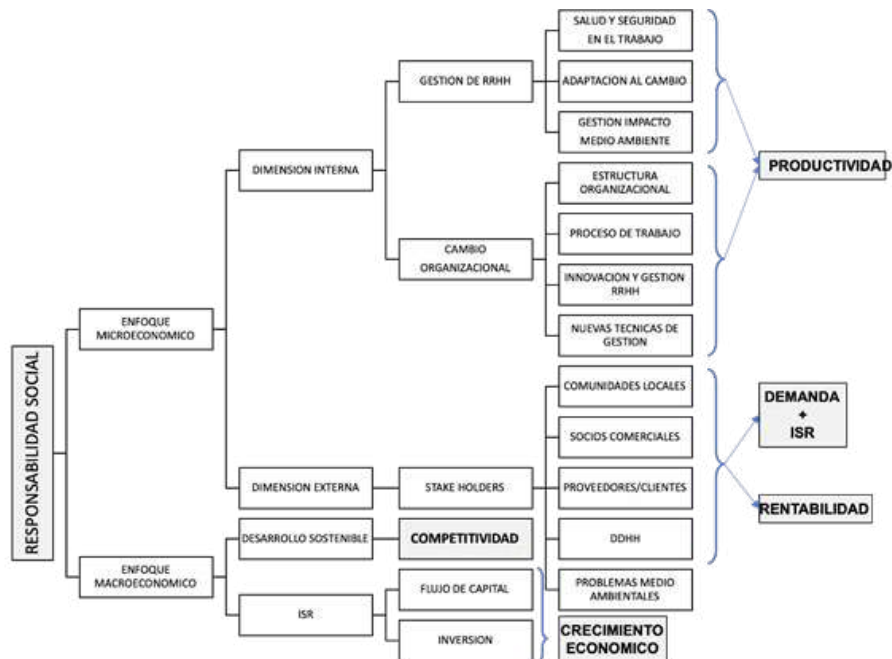 SALUD Y SEGURIDAD
EN EL TRABAJO
GESTION DE RRHH
ADAPTACION AL CAMBIO
GESTION IMPACTO
MEDIO AMBIENTE
DIMENSION INTERNA
PRODUCTIVIDAD
ESTRUCTURA
ORGANIZACIONAL
PROCESO DE TRABAJO
CAMBIO
ORGANIZACIONAL
INNOVACION Y GESTION
RRHH
NUEVAS TECNICAS DE
GESTION
ENFOQUE
MICROECONOMICO
RESPONSABILIDAD SOCIAL
COMUNIDADES LOCALES
DEMANDA
+
ISR
SOCIOS COMERCIALES
DIMENSION EXTERNA
STAKE HOLDERS
PROVEEDORES/CLIENTES
RENTABILIDAD
DESARROLLO SOSTENIBLE
COMPETITIVIDAD
DDHH
ENFOQUE
MACROECONOMICO
FLUJO DE CAPITAL
PROBLEMAS MEDIO
AMBIENTALES
ISR
INVERSION
CRECIMIENTO
ECONOMICO